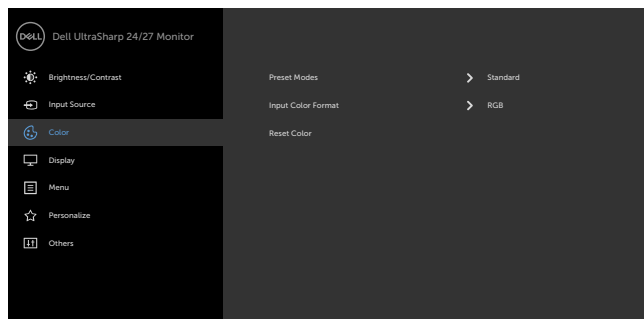 DELL Dell UltraSharp 24/27 Monitor
Brightness/Contrast
Input Source
Color
Display
Menu
Personalize
Others
Preset Modes Standard
Input Color Format RGB
Reset Color